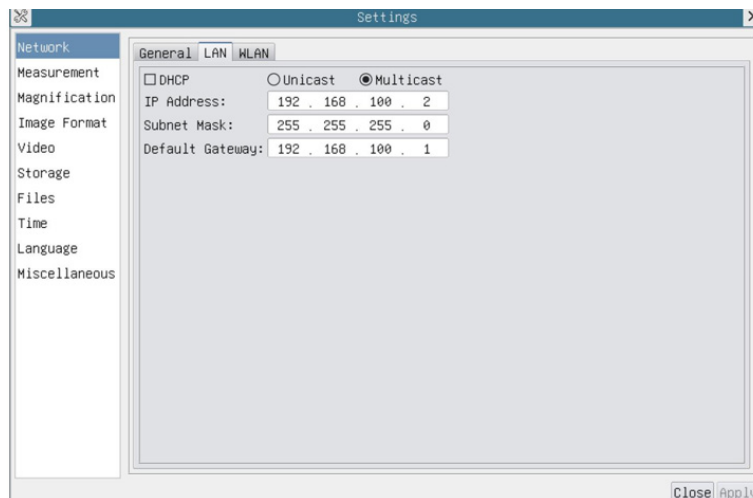 Settings
Network
Measurement
Magnification
Image Format
Video
Storage
Files
Time
Language
Miscellaneous
General LAN WLAN
DHCP Unicast Multicast
IP Address: 192 . 168 . 100 . 2
Subnet Mask: 255 . 255 . 255 . 0
Default Gateway: 192 . 168 . 100 . 1
Close Apply